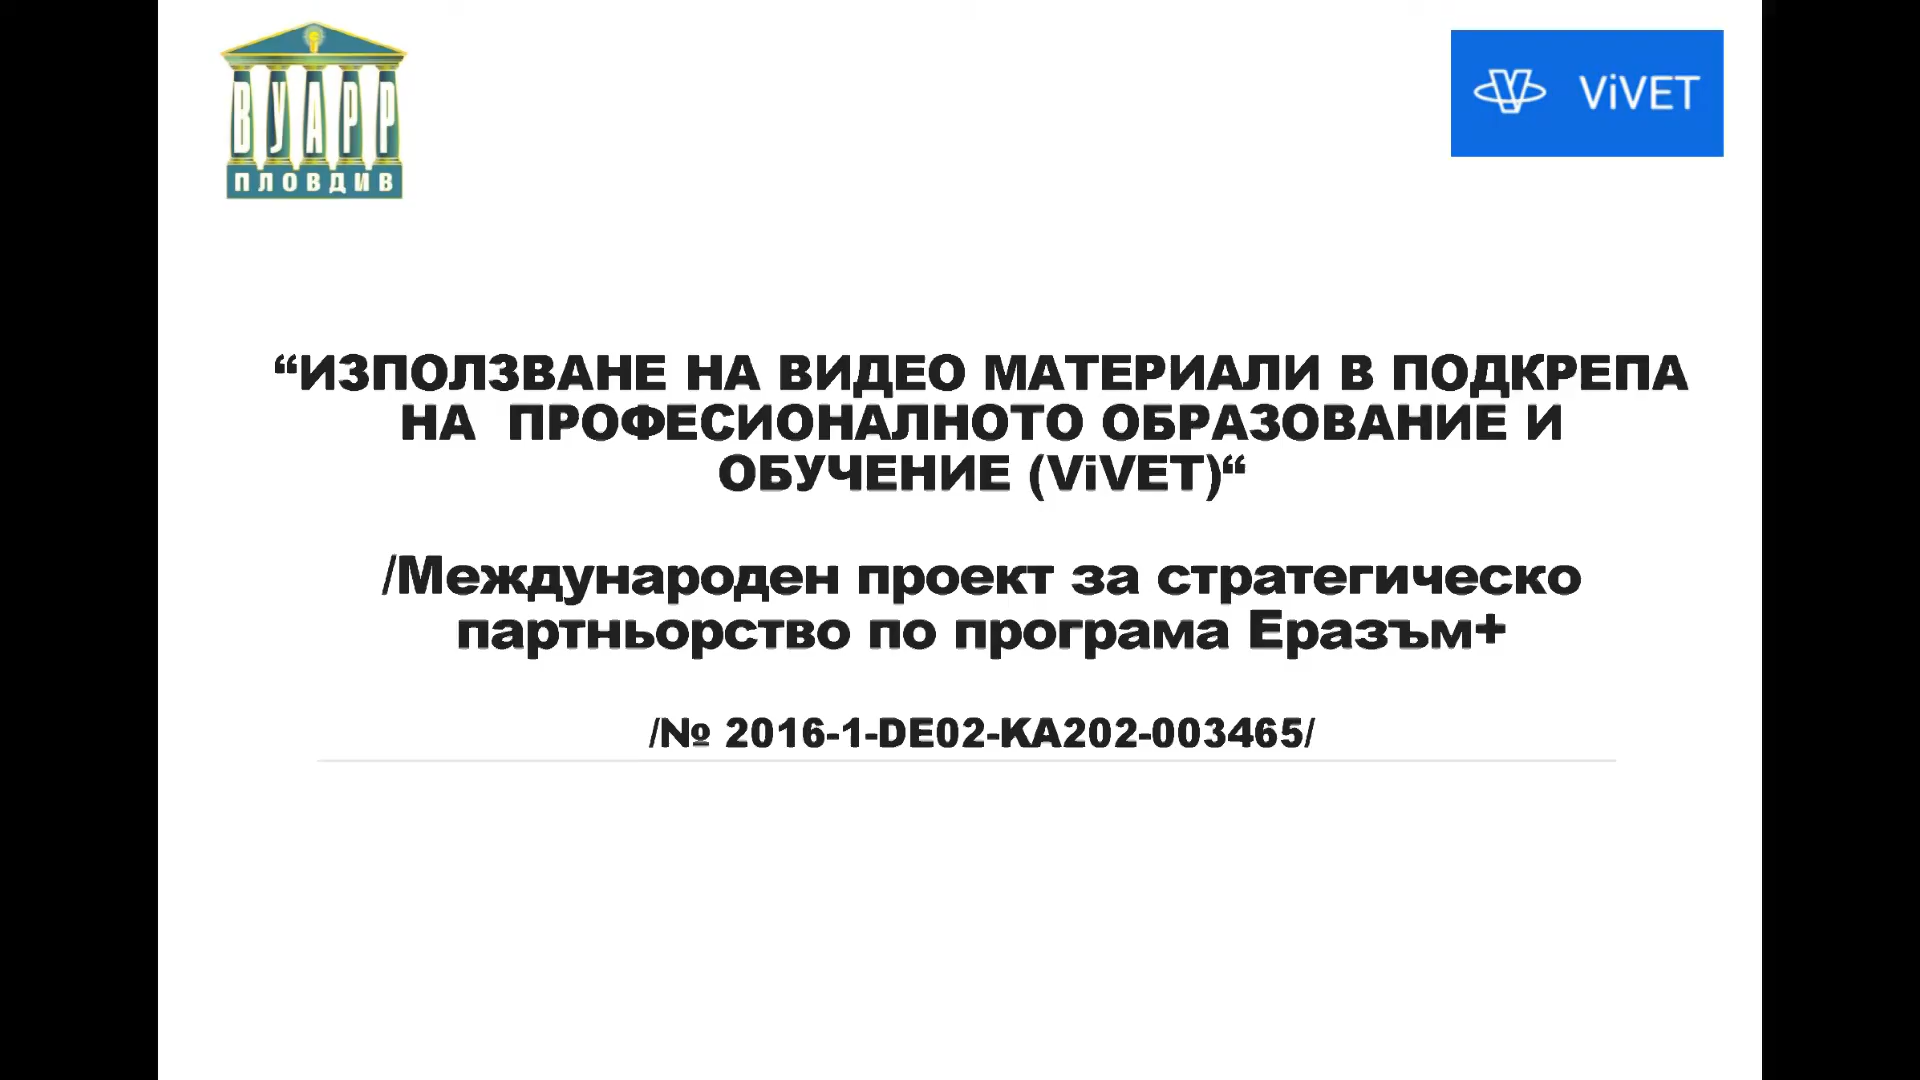 ВУАРР
ПЛОВДИВ
ViVET
“ИЗПОЛЗВАНЕ НА ВИДЕО МАТЕРИАЛИ В ПОДКРЕПА
НА  ПРОФЕСИОНАЛНОТО ОБРАЗОВАНИЕ И
ОБУЧЕНИЕ (ViVET)“
/Международен проект за стратегическо
партньорство по програма Еразъм+
/№ 2016-1-DE02-KA202-003465/